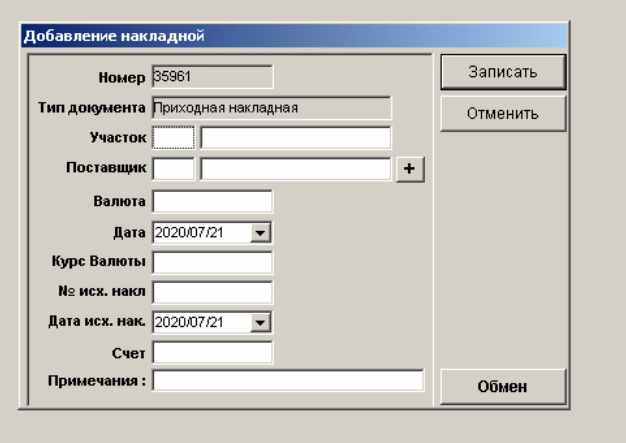 Добавление накладной
Номер 35961
Записать
Тип документа Приходная накладная
Отменить
Участок
Поставщик +
Валюта
Дата 2020/07/21
Курс Валюты
№ исх. накл
Дата исх. нак. 2020/07/21
Счет
Примечания :
Обмен